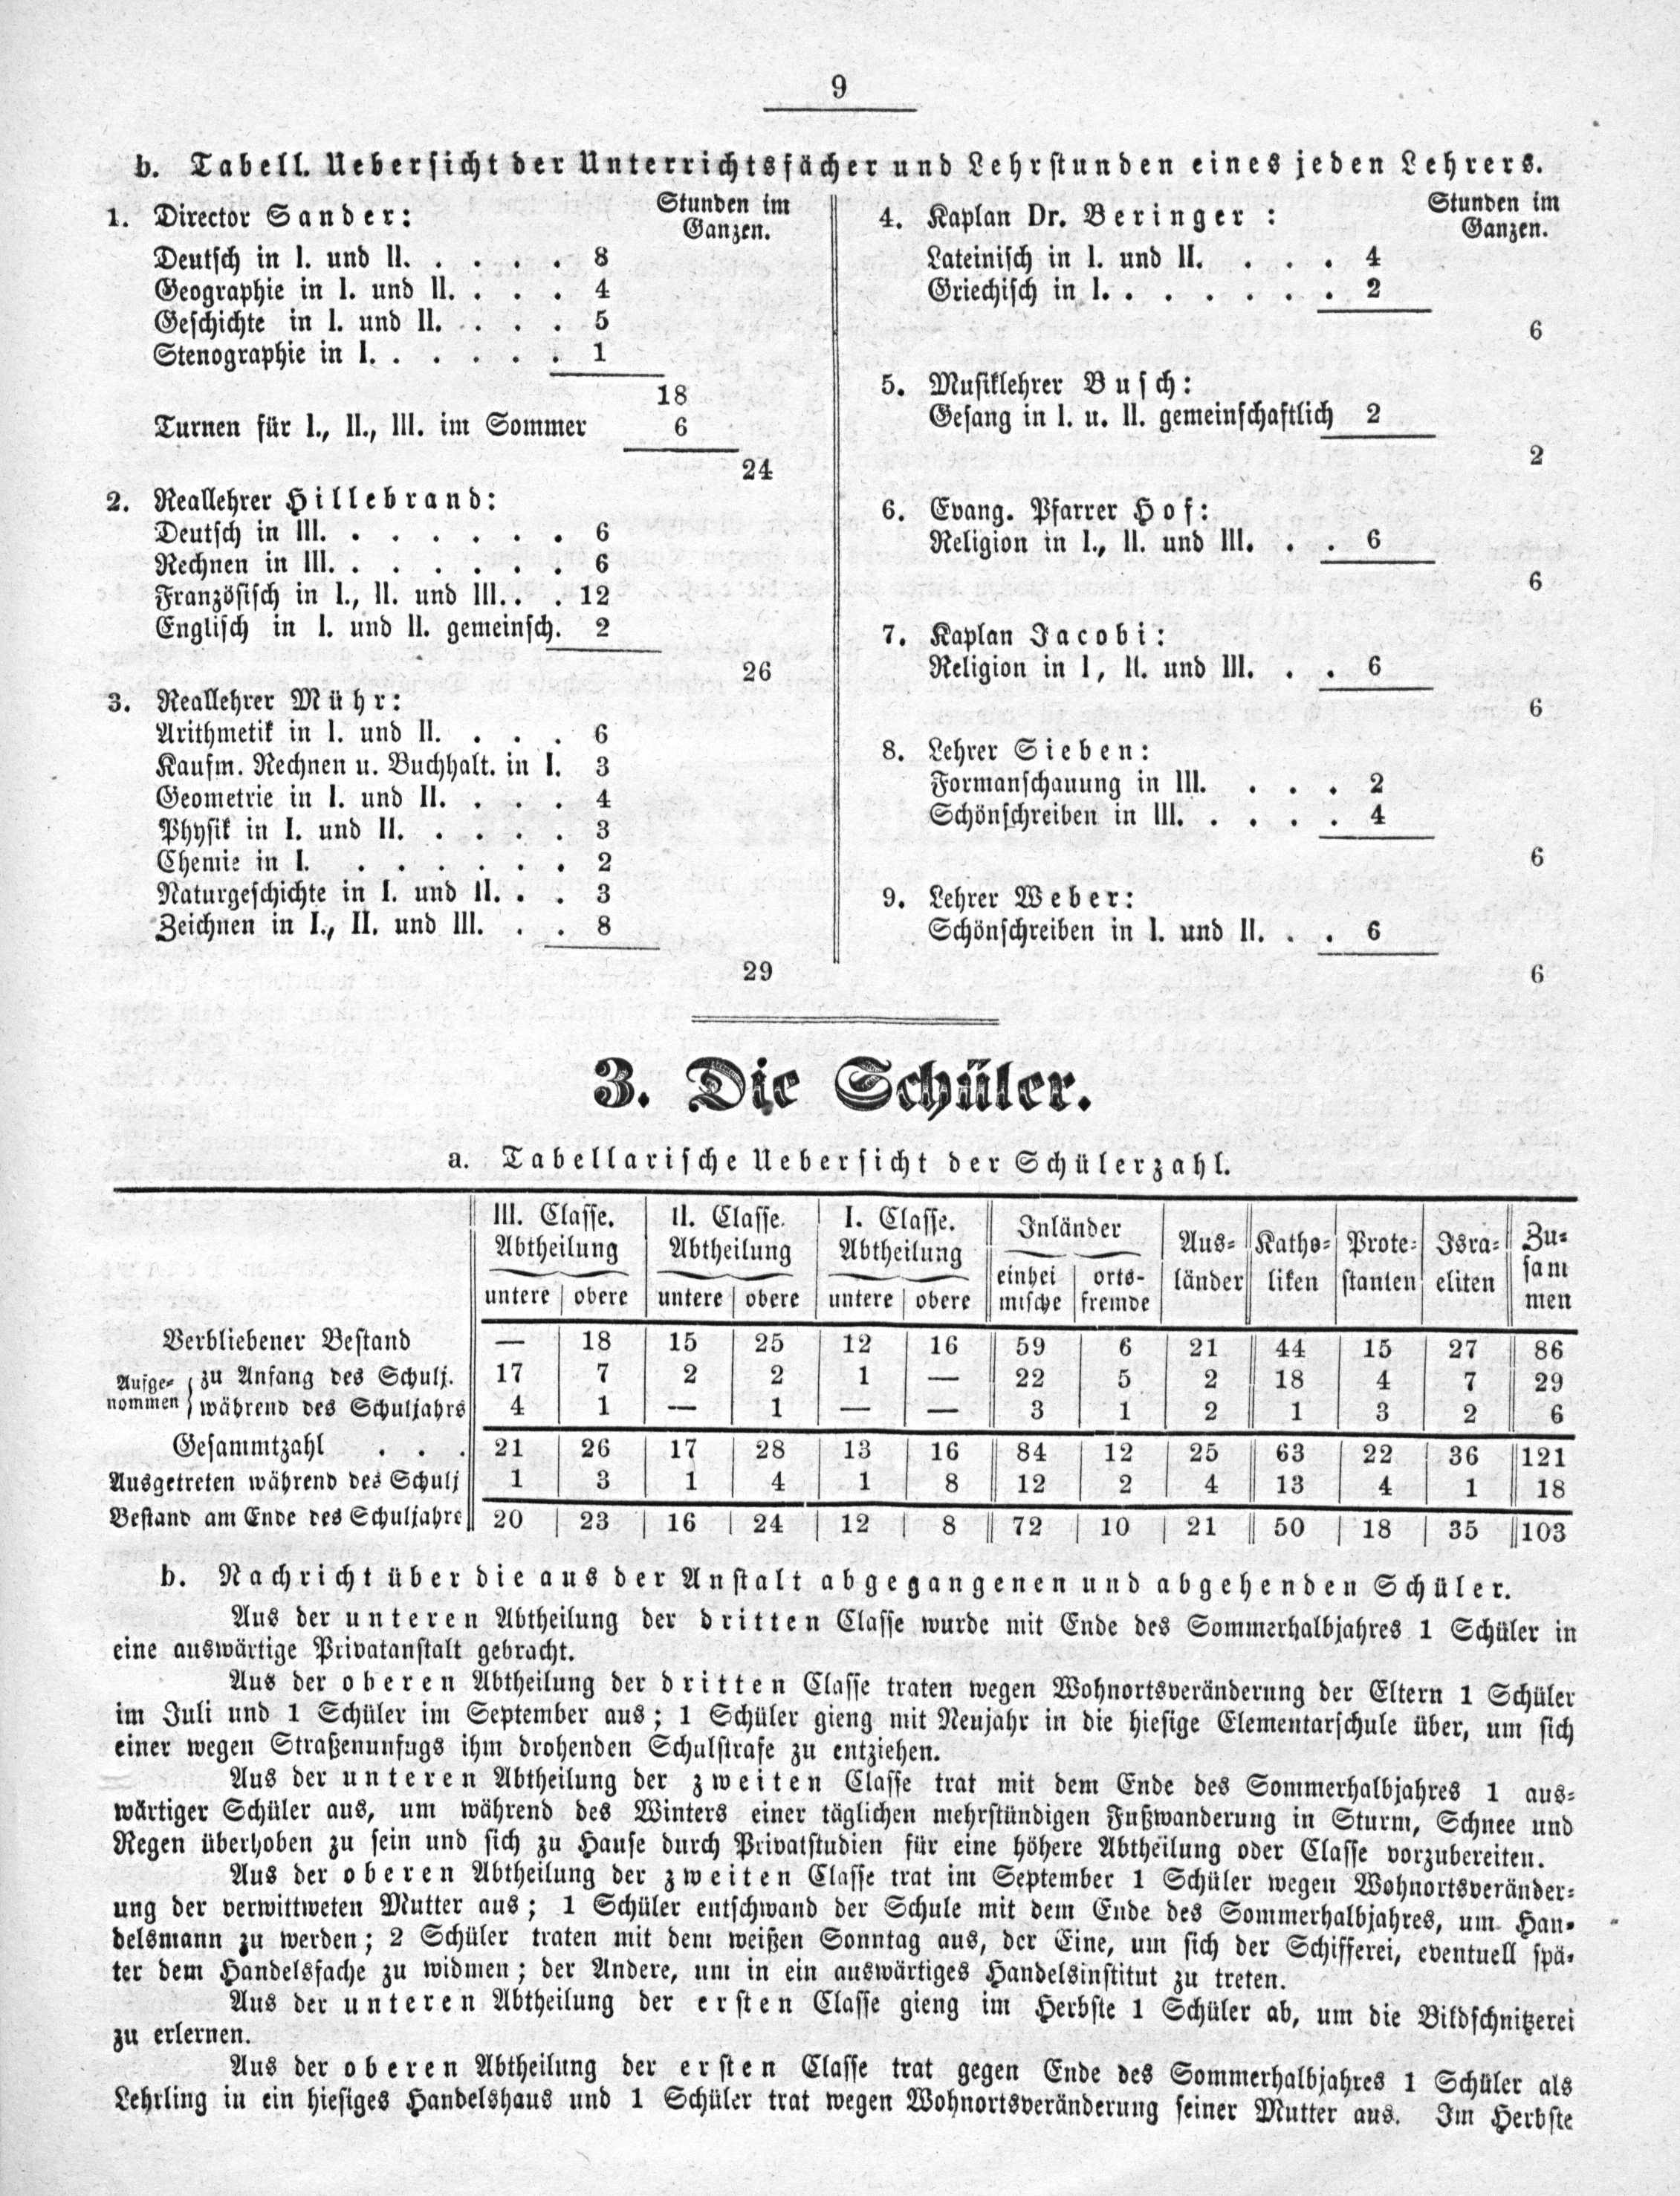 9
b. Tabell. Uebersicht der Unterrichtsfächer und Lehrstunden eines jeden Lehrers.
1. Director Sander: Stunden im Ganzen.
Deutsch in I. und II. . . . . 8
Geographie in I. und II. . . . 4
Geschichte in I. und II. . . . 5
Stenographie in I. . . . . . 1
18
Turnen für I., II., III. im Sommer 6
24
2. Reallehrer Hillebrand:
Deutsch in III. . . . . . . 6
Rechnen in III. . . . . . . 6
Französisch in I., II. und III. . . 12
Englisch in I. und II. gemeinsch. 2
26
3. Reallehrer Mühr:
Arithmetik in I. und II. . . . 6
Kaufm. Rechnen u. Buchhalt. in I. 3
Geometrie in I. und II. . . . 4
Physik in I. und II. . . . . 3
Chemie in I. . . . . . . 2
Naturgeschichte in I. und II. . . 3
Zeichnen in I., II. und III. . . 8
29
4. Kaplan Dr. Beringer: Stunden im Ganzen.
Lateinisch in I. und II. . . . 4
Griechisch in I. . . . . . . 2
6
5. Musiklehrer Busch:
Gesang in I. u. II. gemeinschaftlich 2
2
6. Evang. Pfarrer Hof:
Religion in I., II. und III. . . 6
6
7. Kaplan Jacobi:
Religion in I, II. und III. . . 6
6
8. Lehrer Sieben:
Formanschauung in III. . . . 2
Schönschreiben in III. . . . . 4
6
9. Lehrer Weber:
Schönschreiben in I. und II. . . 6
6
3. Die Schüler.
a. Tabellarische Uebersicht der Schülerzahl.
III. Classe. II. Classe. I. Classe. Inländer Aus- Katho- Prote- Isra- Zu-
Abtheilung Abtheilung Abtheilung länder liken stanten eliten sam
untere obere untere obere untere obere einhei mische orts- fremde men
Verbliebener Bestand — 18 15 25 12 16 59 6 21 44 15 27 86
Aufge- nommen zu Anfang des Schulj. 17 7 2 2 1 — 22 5 2 18 4 7 29
während des Schuljahrs 4 1 — 1 — — 3 1 2 1 3 2 6
Gesammtzahl . . . 21 26 17 28 13 16 84 12 25 63 22 36 121
Ausgetreten während des Schulj 1 3 1 4 1 8 12 2 4 13 4 1 18
Bestand am Ende des Schuljahrs 20 23 16 24 12 8 72 10 21 50 18 35 103
b. Nachricht über die aus der Anstalt abgegangenen und abgehenden Schüler.
Aus der unteren Abtheilung der dritten Classe wurde mit Ende des Sommerhalbjahres 1 Schüler in
eine auswärtige Privatanstalt gebracht.
Aus der oberen Abtheilung der dritten Classe traten wegen Wohnortsveränderung der Eltern 1 Schüler
im Juli und 1 Schüler im September aus; 1 Schüler gieng mit Neujahr in die hiesige Elementarschule über, um sich
einer wegen Straßenunfugs ihm drohenden Schulstrafe zu entziehen.
Aus der unteren Abtheilung der zweiten Classe trat mit dem Ende des Sommerhalbjahres 1 aus-
wärtiger Schüler aus, um während des Winters einer täglichen mehrstündigen Fußwanderung in Sturm, Schnee und
Regen überhoben zu sein und sich zu Hause durch Privatstudien für eine höhere Abtheilung oder Classe vorzubereiten.
Aus der oberen Abtheilung der zweiten Classe trat im September 1 Schüler wegen Wohnortsveränder-
ung der verwittweten Mutter aus; 1 Schüler entschwand der Schule mit dem Ende des Sommerhalbjahres, um Han-
delsmann zu werden; 2 Schüler traten mit dem weißen Sonntag aus, der Eine, um sich der Schifferei, eventuell spä-
ter dem Handelsfache zu widmen; der Andere, um in ein auswärtiges Handelsinstitut zu treten.
Aus der unteren Abtheilung der ersten Classe gieng im Herbste 1 Schüler ab, um die Bildschnitzerei
zu erlernen.
Aus der oberen Abtheilung der ersten Classe trat gegen Ende des Sommerhalbjahres 1 Schüler als
Lehrling in ein hiesiges Handelshaus und 1 Schüler trat wegen Wohnortsveränderung seiner Mutter aus. Im Herbste